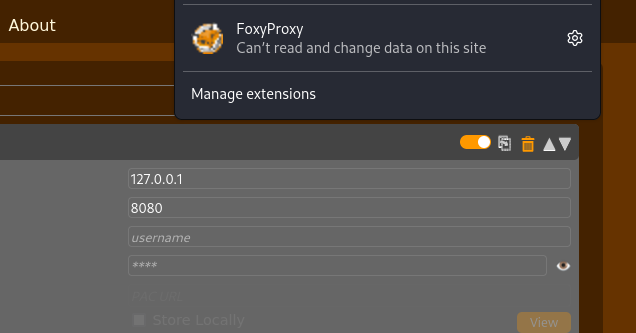 About
FoxyProxy
Can't read and change data on this site
Manage extensions
127.0.0.1
8080
username
****
Store Locally
View